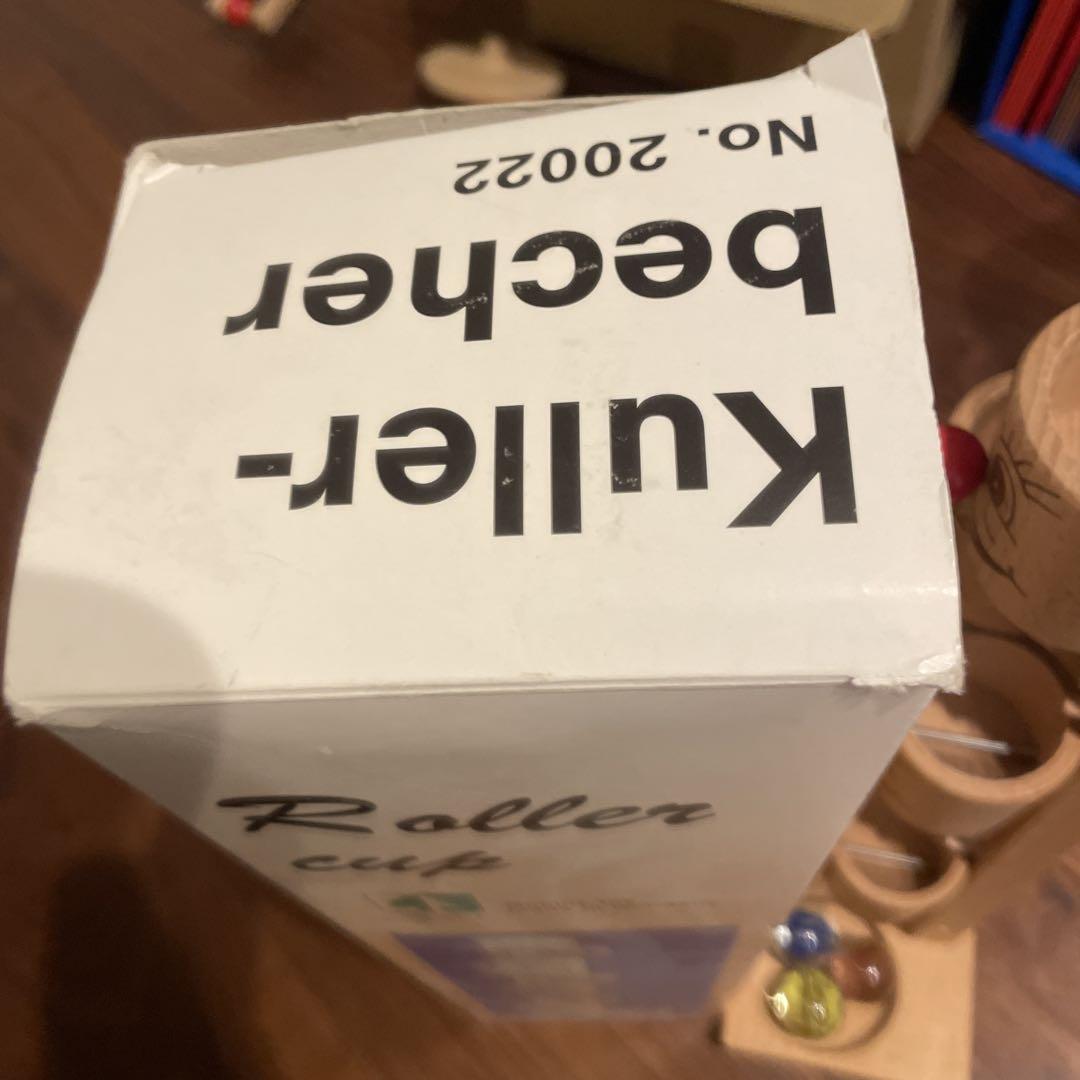 Kuller-
becher
No. 20022
Roller
cup